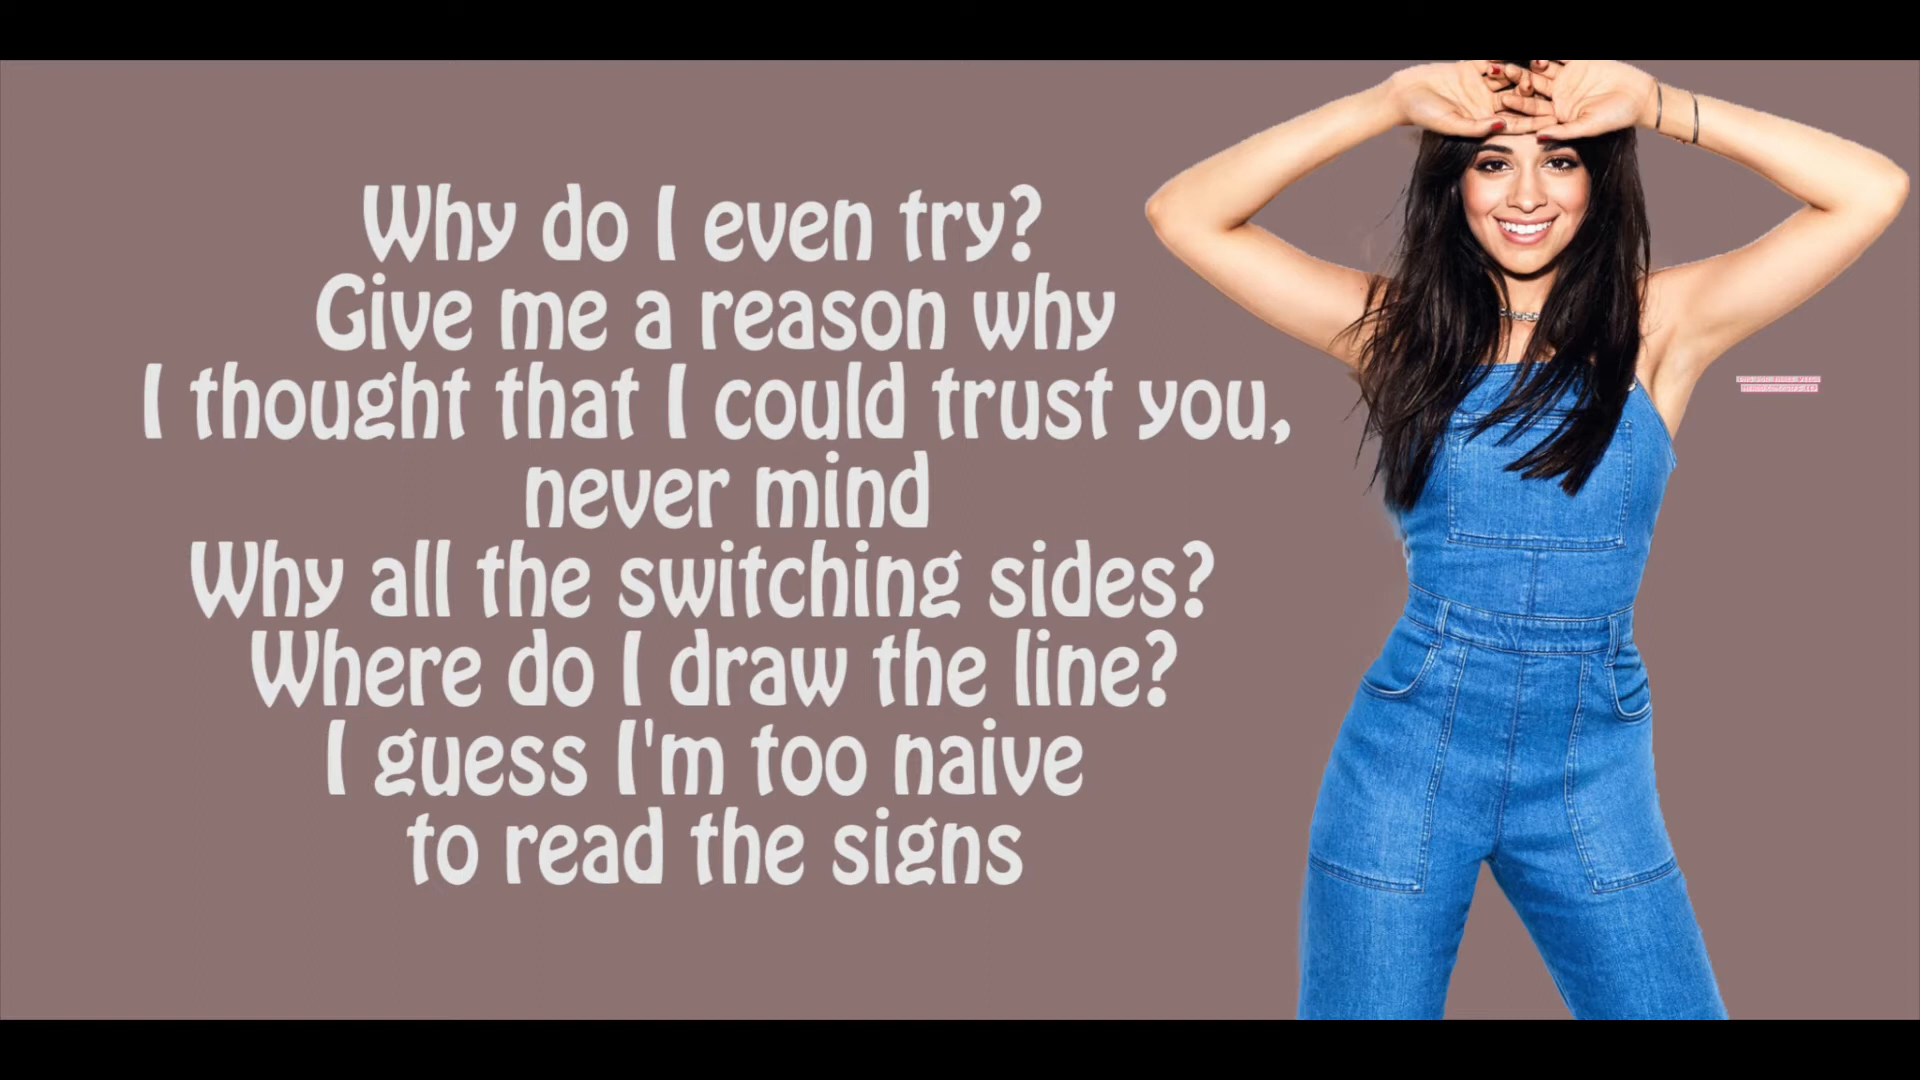 Why do I even try?
Give me a reason why
I thought that I could trust you,
never mind
Why all the switching sides?
Where do I draw the line?
I guess I'm too naive
to read the signs